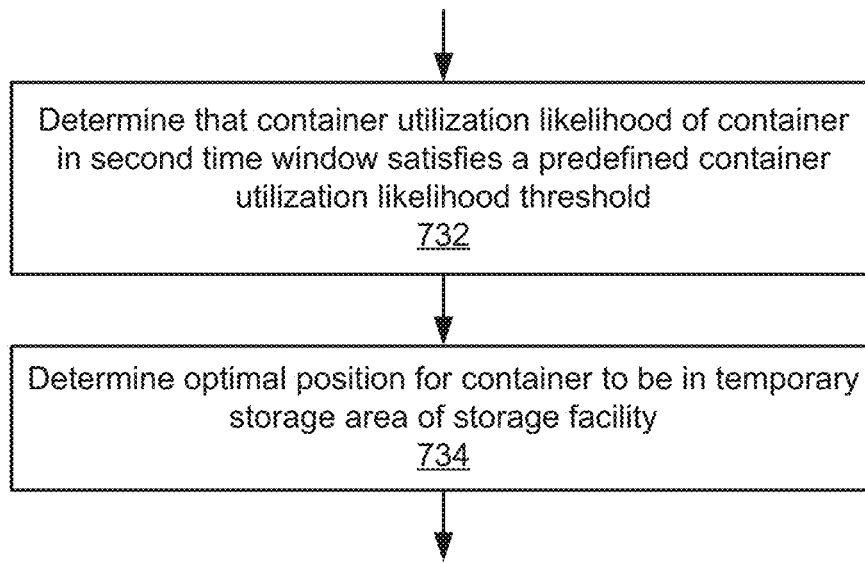 Determine that container utilization likelihood of container
in second time window satisfies a predefined container
utilization likelihood threshold
732
Determine optimal position for container to be in temporary
storage area of storage facility
734